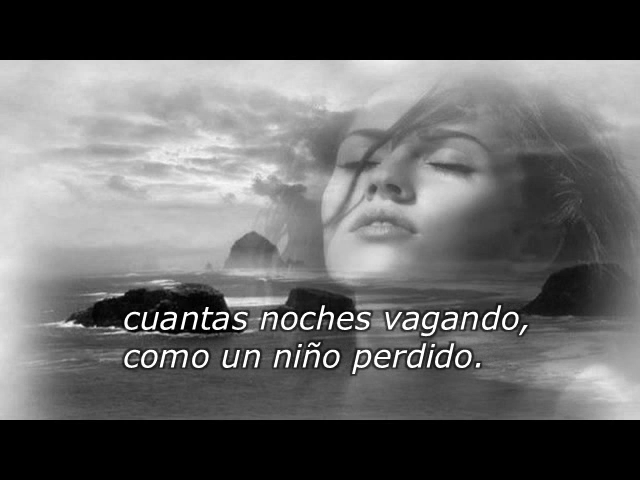 cuantas noches vagando,
como un niño perdido.